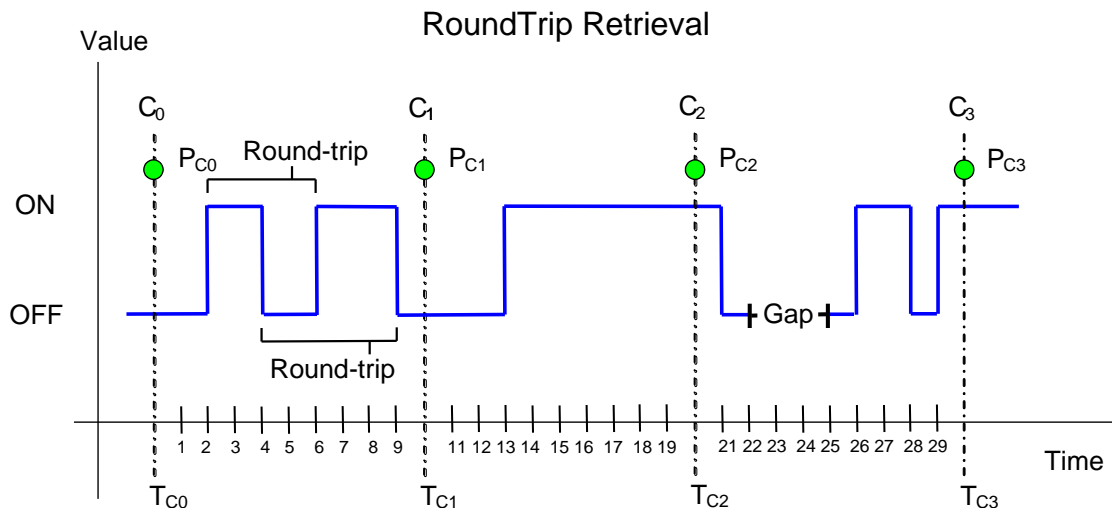 RoundTrip Retrieval
Value
C0 C1 C2 C3
Round-trip
PC0 PC1 PC2 PC3
ON
OFF
Gap
Round-trip
1 2 3 4 5 6 7 8 9 11 12 13 14 15 16 17 18 19 21 22 23 24 25 26 27 28 29
Time
TC0 TC1 TC2 TC3